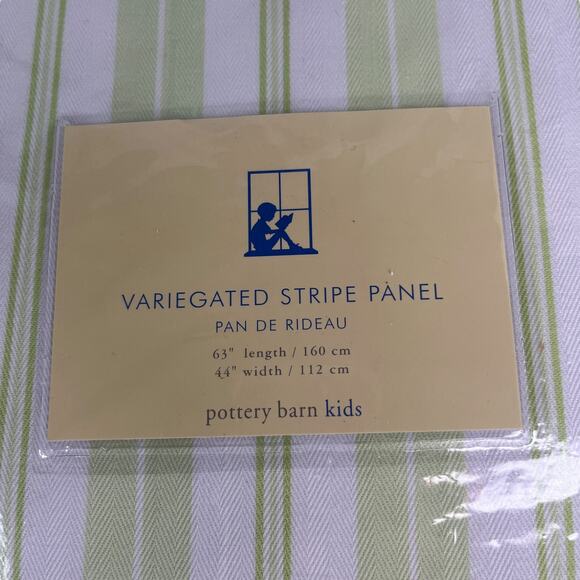 VARIEGATED STRIPE PANEL
PAN DE RIDEAU
63" length / 160 cm
44" width / 112 cm
pottery barn kids